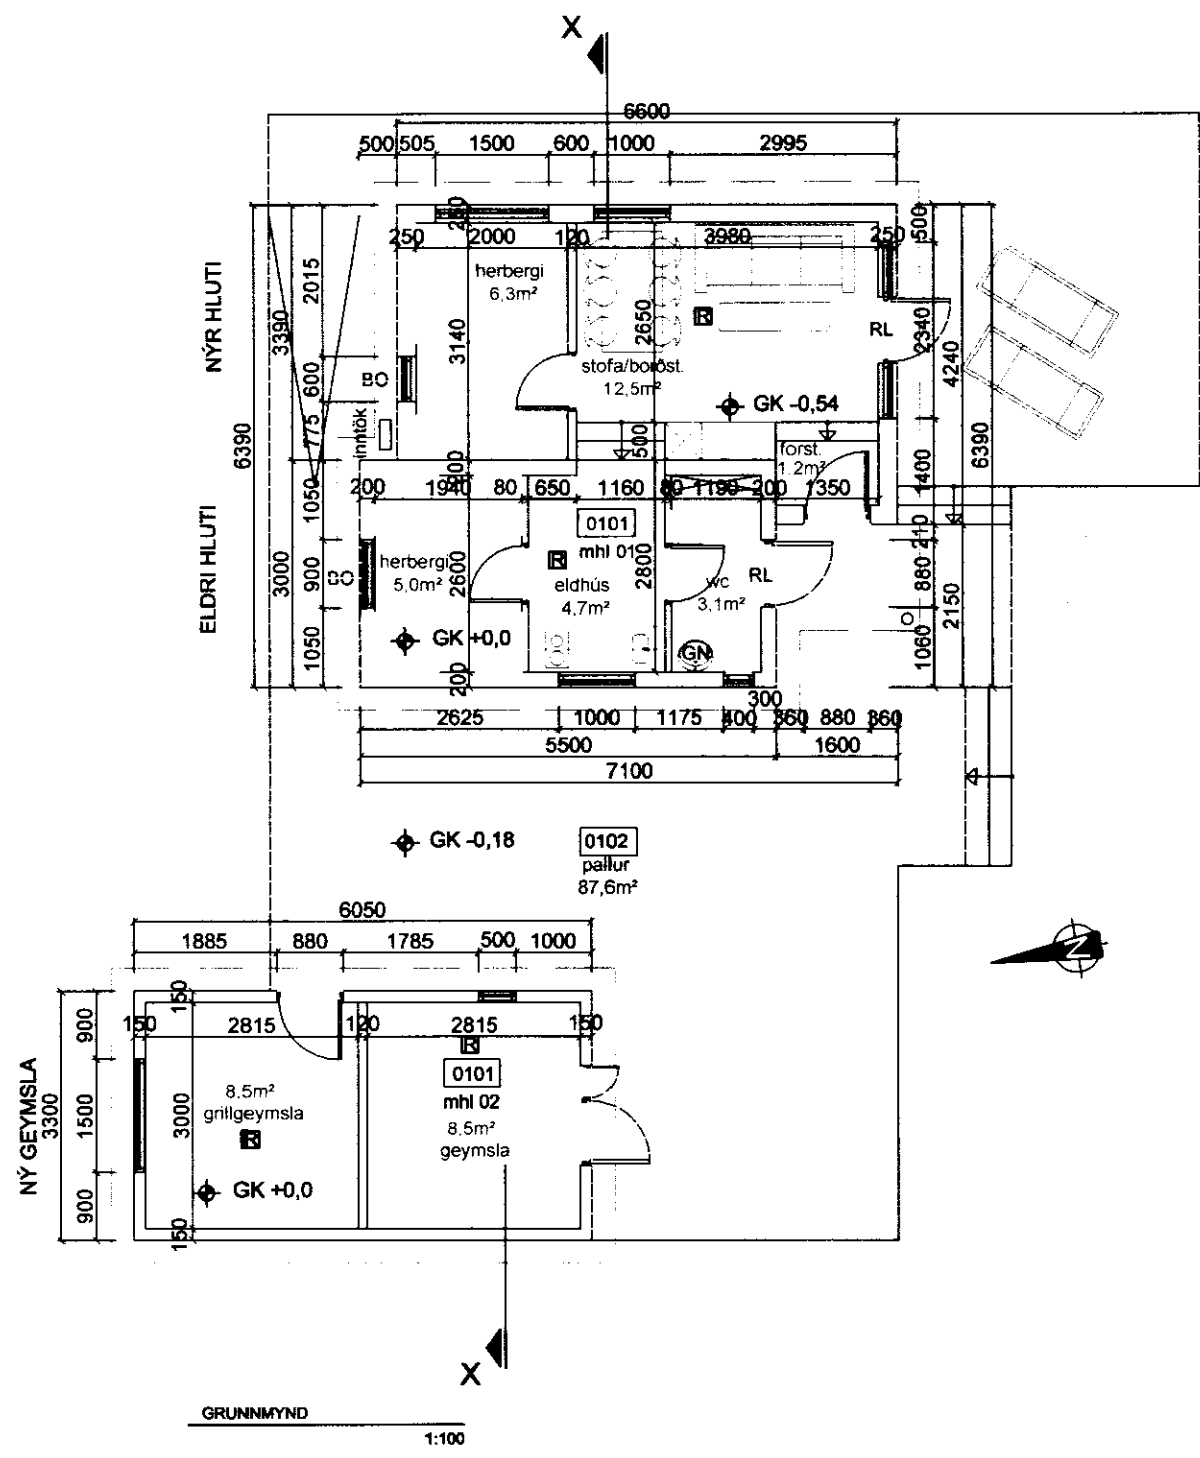 X
6600
500 505 1500 600 1000 2995
250 2000 120 3980 250 500
herbergi
6,3m²
2650
R
RL
2340
4240
6390
NÝR HLUTI
2015
3390
3140
600
BO
stofa/borðst.
12,5m²
GK -0,54
775
inntök
500
forst.
1,2m²
1400
6390
200 1940 80 650 1160 80 1190 200 1350
ELDRI HLUTI
1050
0101
mhl 01
210
3000
900
BO
herbergi
5,0m²
2600
R
eldhús
4,7m²
2800
wc
3,1m²
RL
880
2150
GK +0,0
1050
GN
1060
200
300
2625 1000 1175 400 360 880 360
5500 1600
7100
GK -0,18
0102
pallur
87,6m²
6050
1885 880 1785 500 1000
N
150
150 2815 120 2815 150
900
R
0101
mhl 02
NÝ GEYMSLA
3300
1500
3000
8,5m²
grillgeymsla
R
8,5m²
geymsla
GK +0,0
900
150
X
GRUNNMYND
1:100